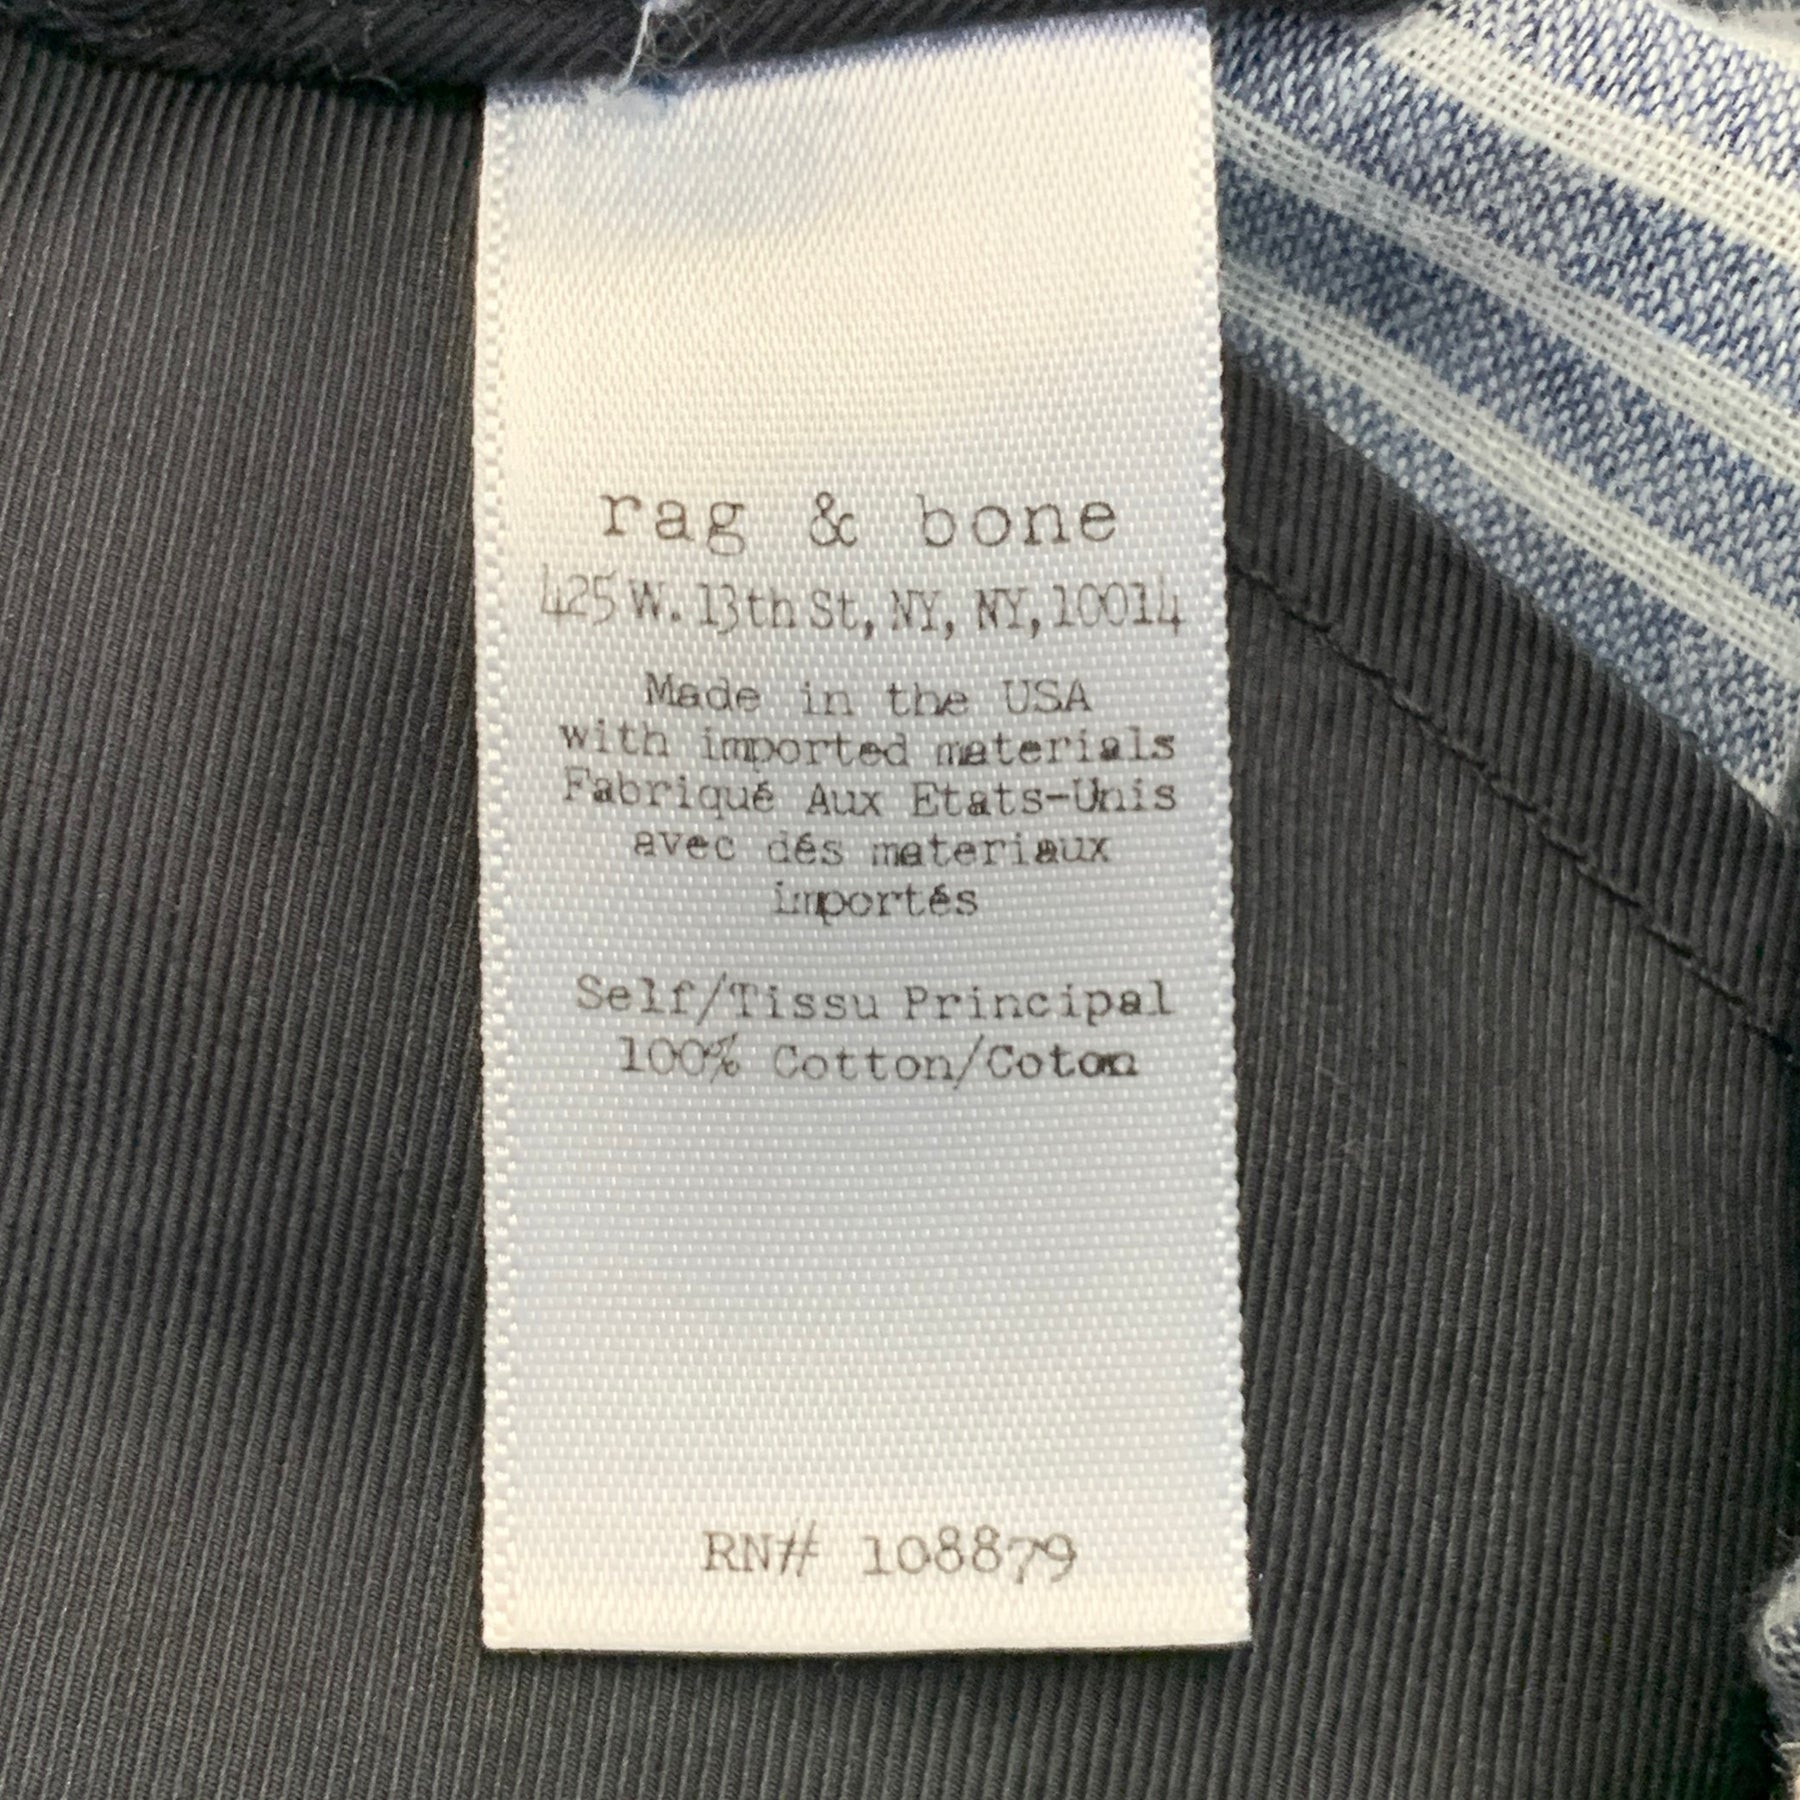 rag & bone
425 W. 13th St, NY, NY, 10014
Made in the USA
with imported materials
Fabriqué Aux Etats-Unis
avec dés materiaux
importés
Self/Tissu Principal
100% Cotton/Coton
RN# 108879